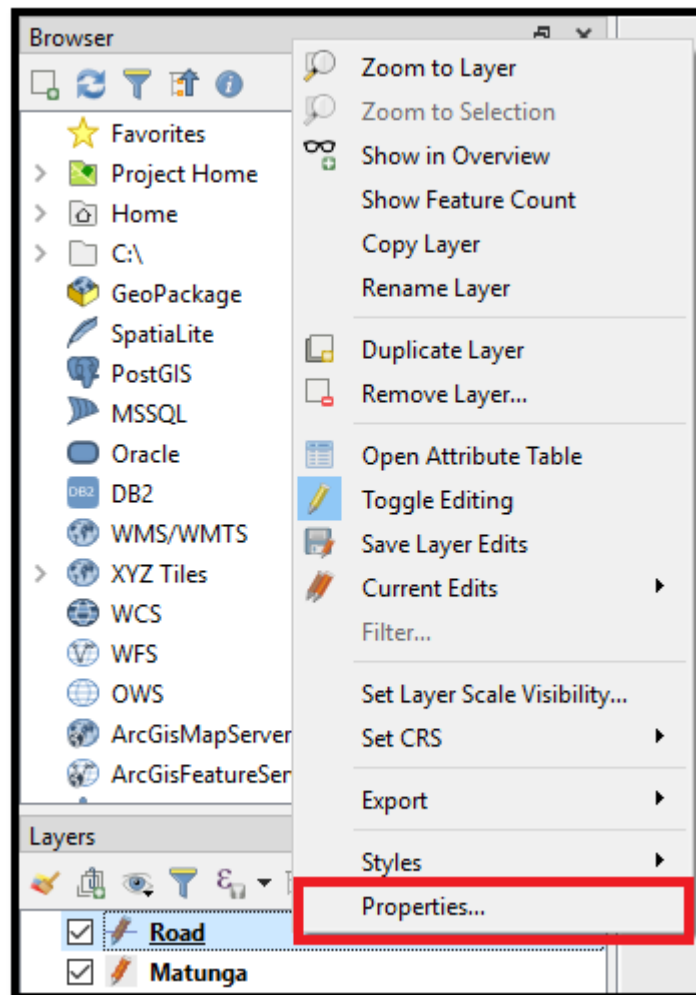 Browser
Favorites
Project Home
Home
C:\
GeoPackage
SpatiaLite
PostGIS
MSSQL
Oracle
DB2
DB2
WMS/WMTS
XYZ Tiles
WCS
WFS
OWS
ArcGisMapServer
ArcGisFeatureSer
Layers
Road
Matunga
Zoom to Layer
Zoom to Selection
Show in Overview
Show Feature Count
Copy Layer
Rename Layer
Duplicate Layer
Remove Layer...
Open Attribute Table
Toggle Editing
Save Layer Edits
Current Edits
Filter...
Set Layer Scale Visibility...
Set CRS
Export
Styles
Properties...